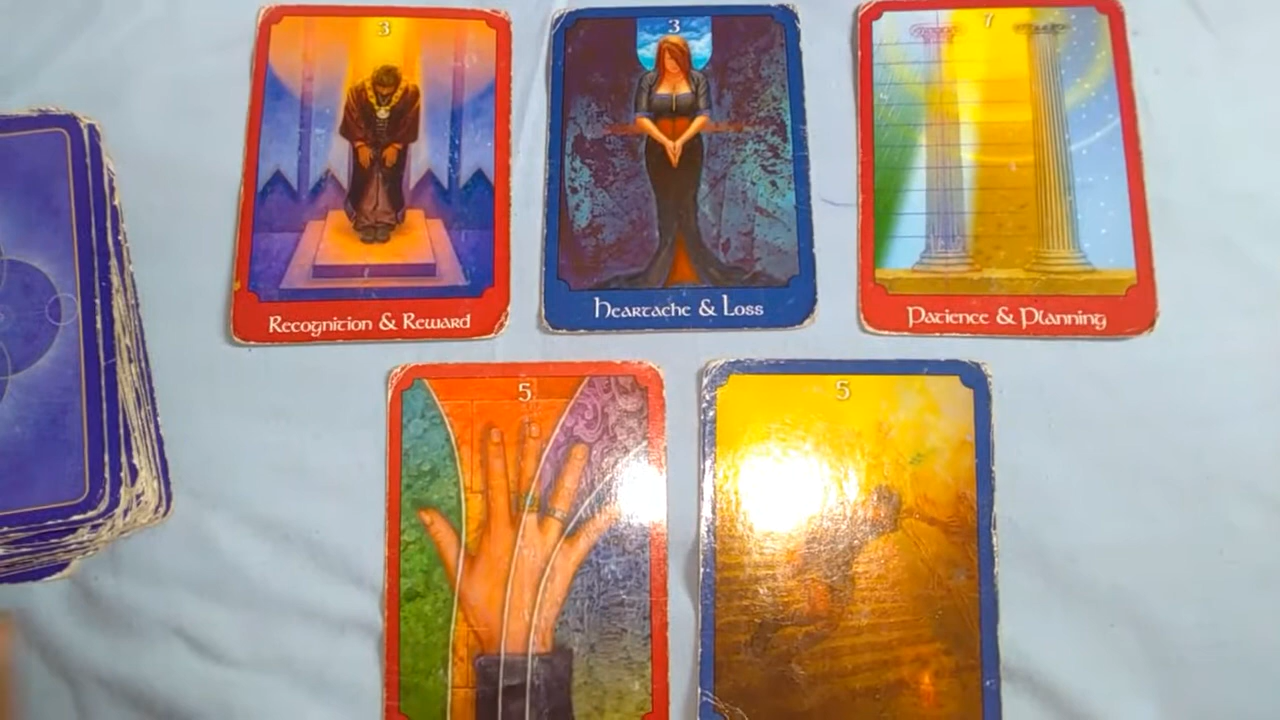 3
3
7
Recognition & Reward
Heartache & Loss
Patience & Planning
5
5